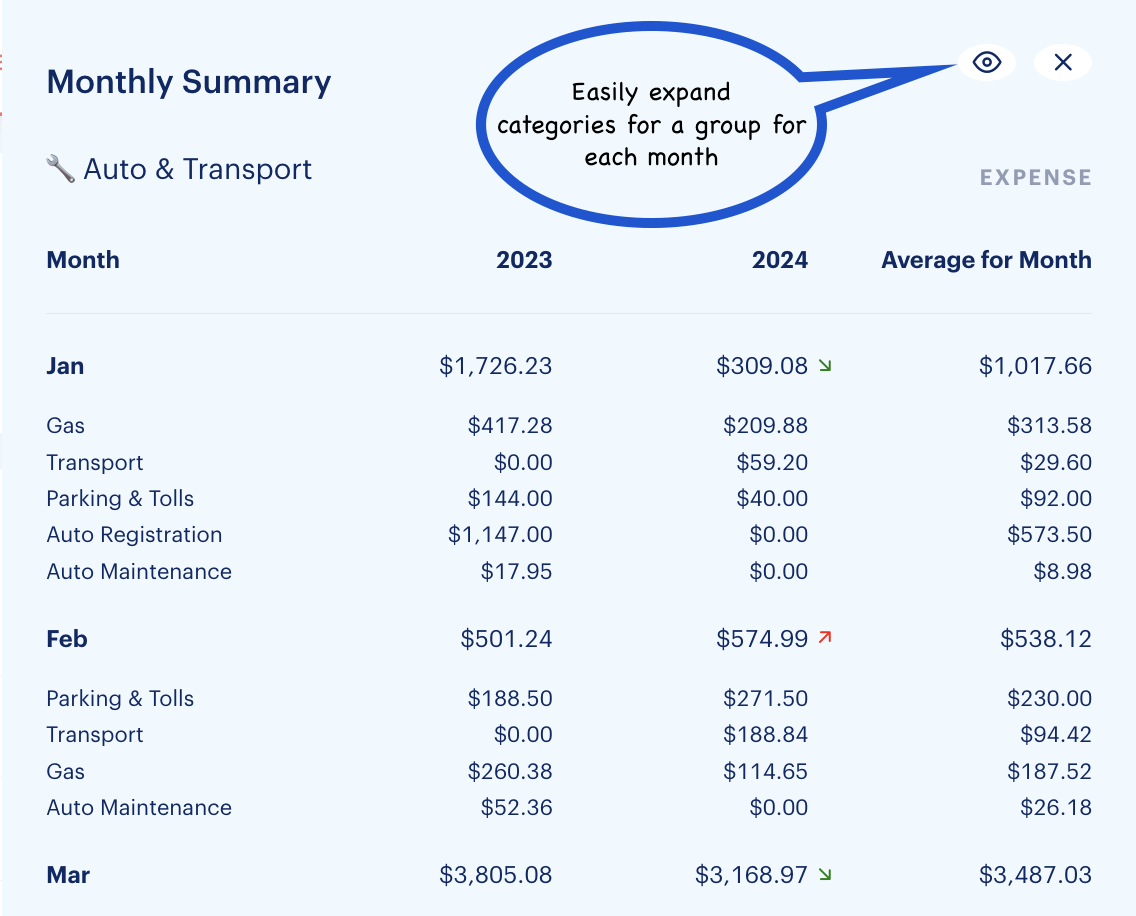 Monthly Summary
Easily expand
categories for a group for
each month
Auto & Transport
EXPENSE
Month 2023 2024 Average for Month
Jan $1,726.23 $309.08 $1,017.66
Gas $417.28 $209.88 $313.58
Transport $0.00 $59.20 $29.60
Parking & Tolls $144.00 $40.00 $92.00
Auto Registration $1,147.00 $0.00 $573.50
Auto Maintenance $17.95 $0.00 $8.98
Feb $501.24 $574.99 $538.12
Parking & Tolls $188.50 $271.50 $230.00
Transport $0.00 $188.84 $94.42
Gas $260.38 $114.65 $187.52
Auto Maintenance $52.36 $0.00 $26.18
Mar $3,805.08 $3,168.97 $3,487.03